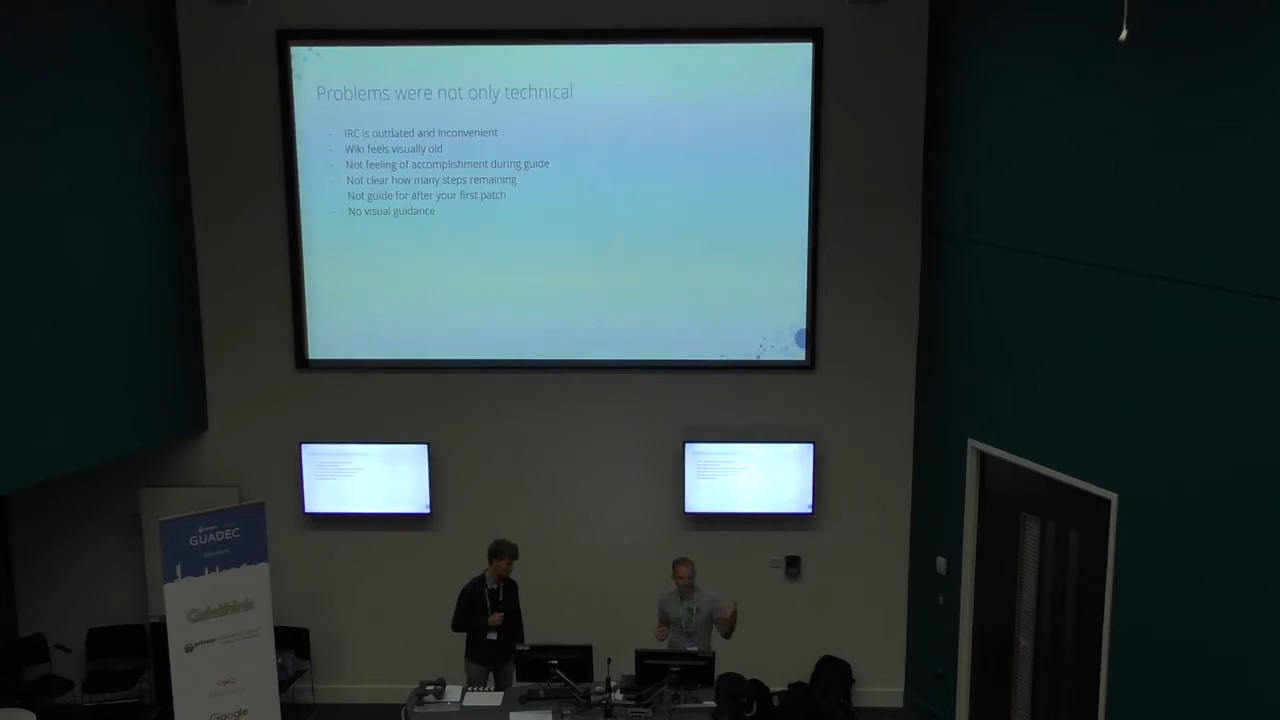 Problems were not only technical
- IRC is outdated and inconvenient
- Wiki feels visually old
- Not feeling of accomplishment during guide
- Not clear how many steps remaining
Not guide for after your first patch
- No visual guidance
GUADEC
Codethink
Google